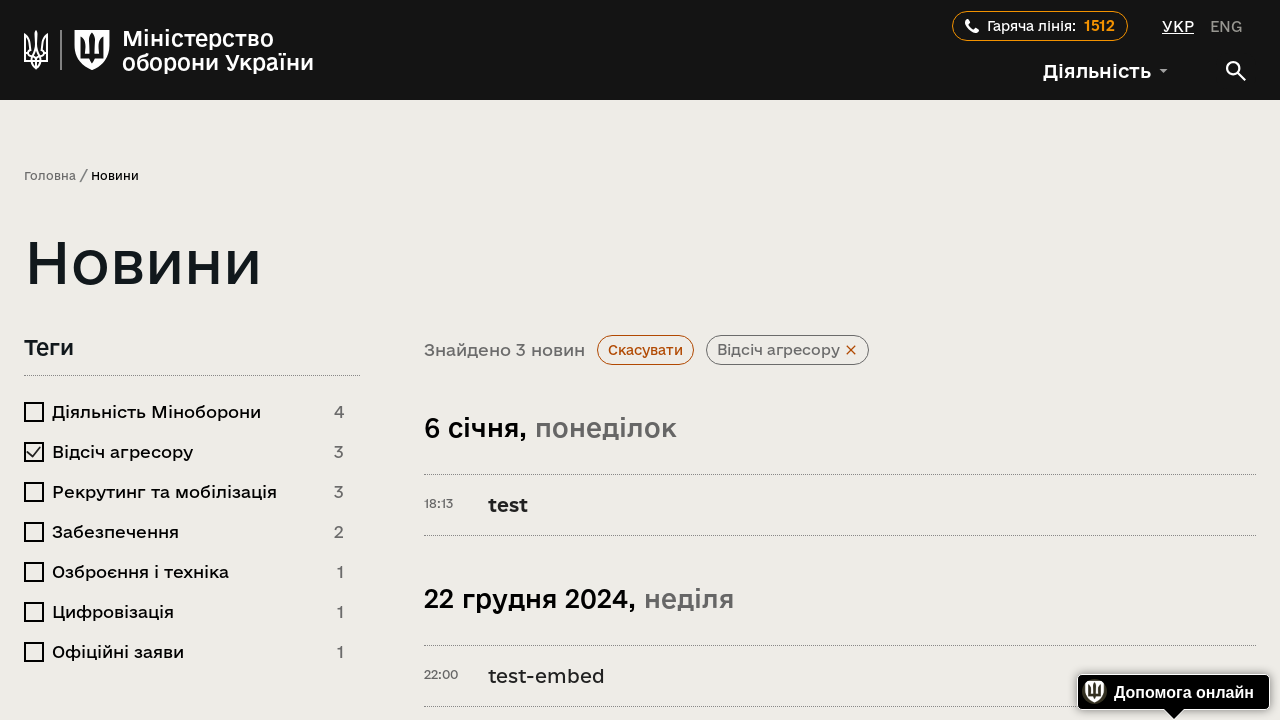 Міністерство
оборони України
Гаряча лінія: 1512
УКР ENG
Діяльність
Головна / Новини
Новини
Теги
Діяльність Міноборони 4
Відсіч агресору 3
Рекрутинг та мобілізація 3
Забезпечення 2
Озброєння і техніка 1
Цифровізація 1
Офіційні заяви 1
Знайдено 3 новин Скасувати Відсіч агресору ×
6 січня, понеділок
18:13 test
22 грудня 2024, неділя
22:00 test-embed
Допомога онлайн